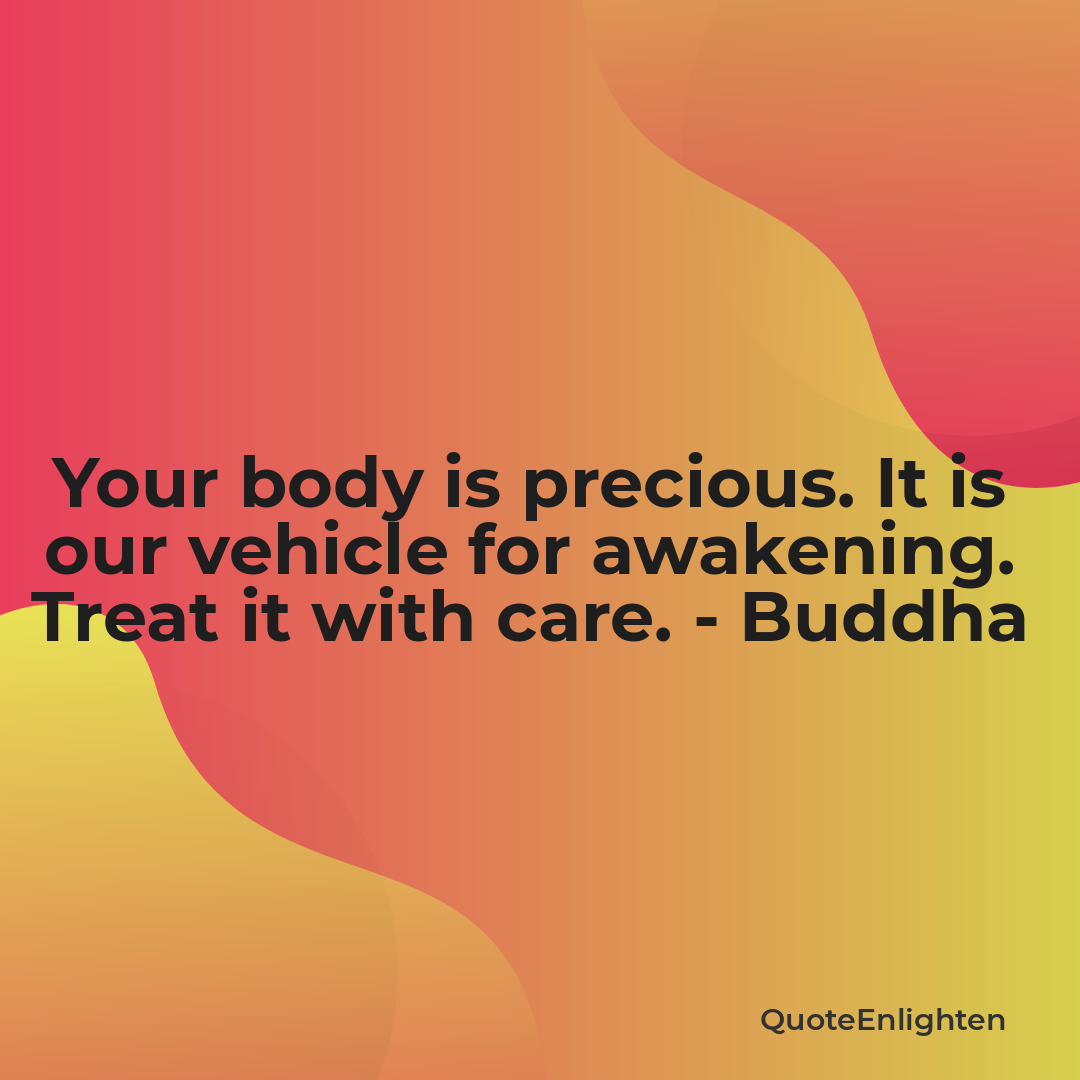 Your body is precious. It is
our vehicle for awakening.
Treat it with care. - Buddha
QuoteEnlighten